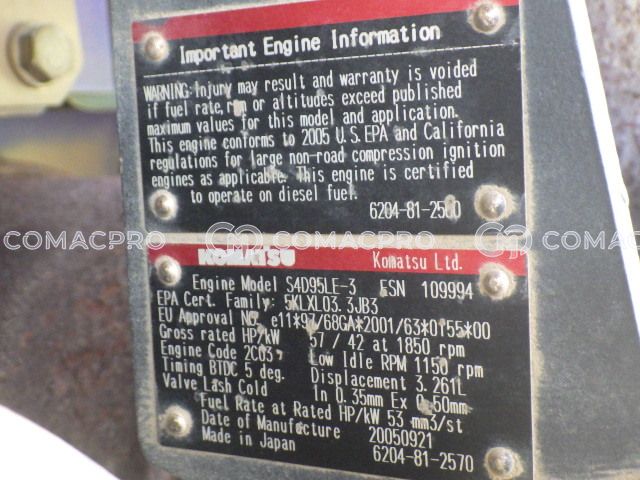 Important Engine Information
WARNING: Injury may result and warranty is voided
if fuel rate, rpm or altitudes exceed published
maximum values for this model and application.
This engine conforms to 2005 U.S.EPA and California
regulations for large non-road compression ignition
engines as applicable. This engine is certified
to operate on diesel fuel.
6204-81-2580
COMACPRO COMACPRO
KOMATSU Komatsu Ltd.
Engine Model S4D95LE-3 ESN 109994
EPA Cert. Family: 5KLXL03.3JB3
EU Approval NO. e11*97/68GA*2001/63*0155*00
Gross rated HP/kW 57 / 42 at 1850 rpm
Engine Code 2C03 Low Idle RPM 1150 rpm
Timing BTDC 5 deg. Displacement 3.261L
Valve Lash Cold In 0.35mm Ex 0.50mm
Fuel Rate at Rated HP/kW 53 mm3/st
Date of Manufacture 20050921
Made in Japan 6204-81-2570